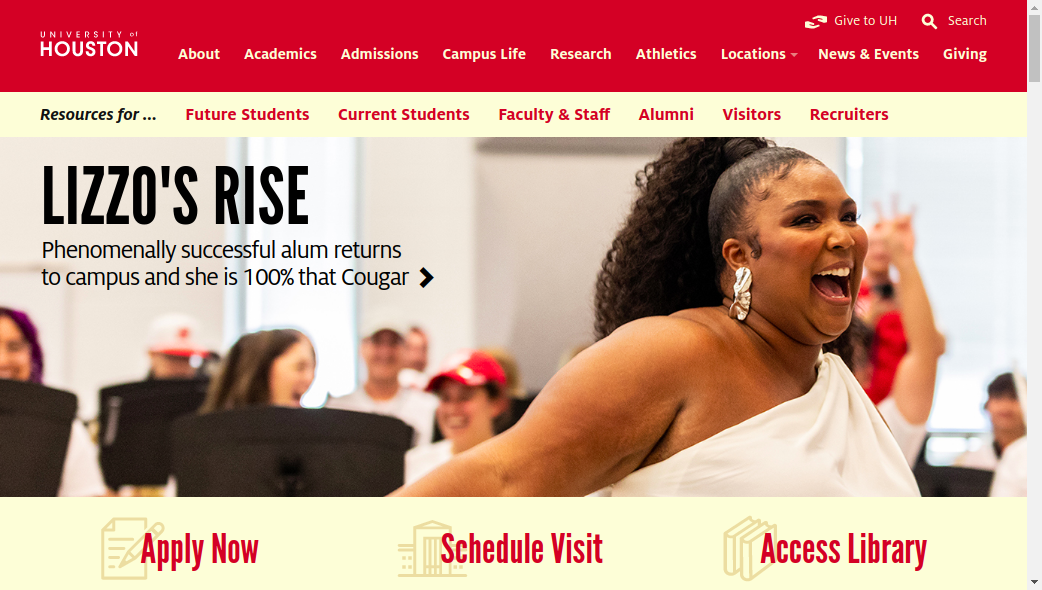 Give to UH
Search
UNIVERSITY of
HOUSTON
About
Academics
Admissions
Campus Life
Research
Athletics
Locations
News & Events
Giving
Resources for ...
Future Students
Current Students
Faculty & Staff
Alumni
Visitors
Recruiters
LIZZO'S RISE
Phenomenally successful alum returns
to campus and she is 100% that Cougar
Apply Now
Schedule Visit
Access Library